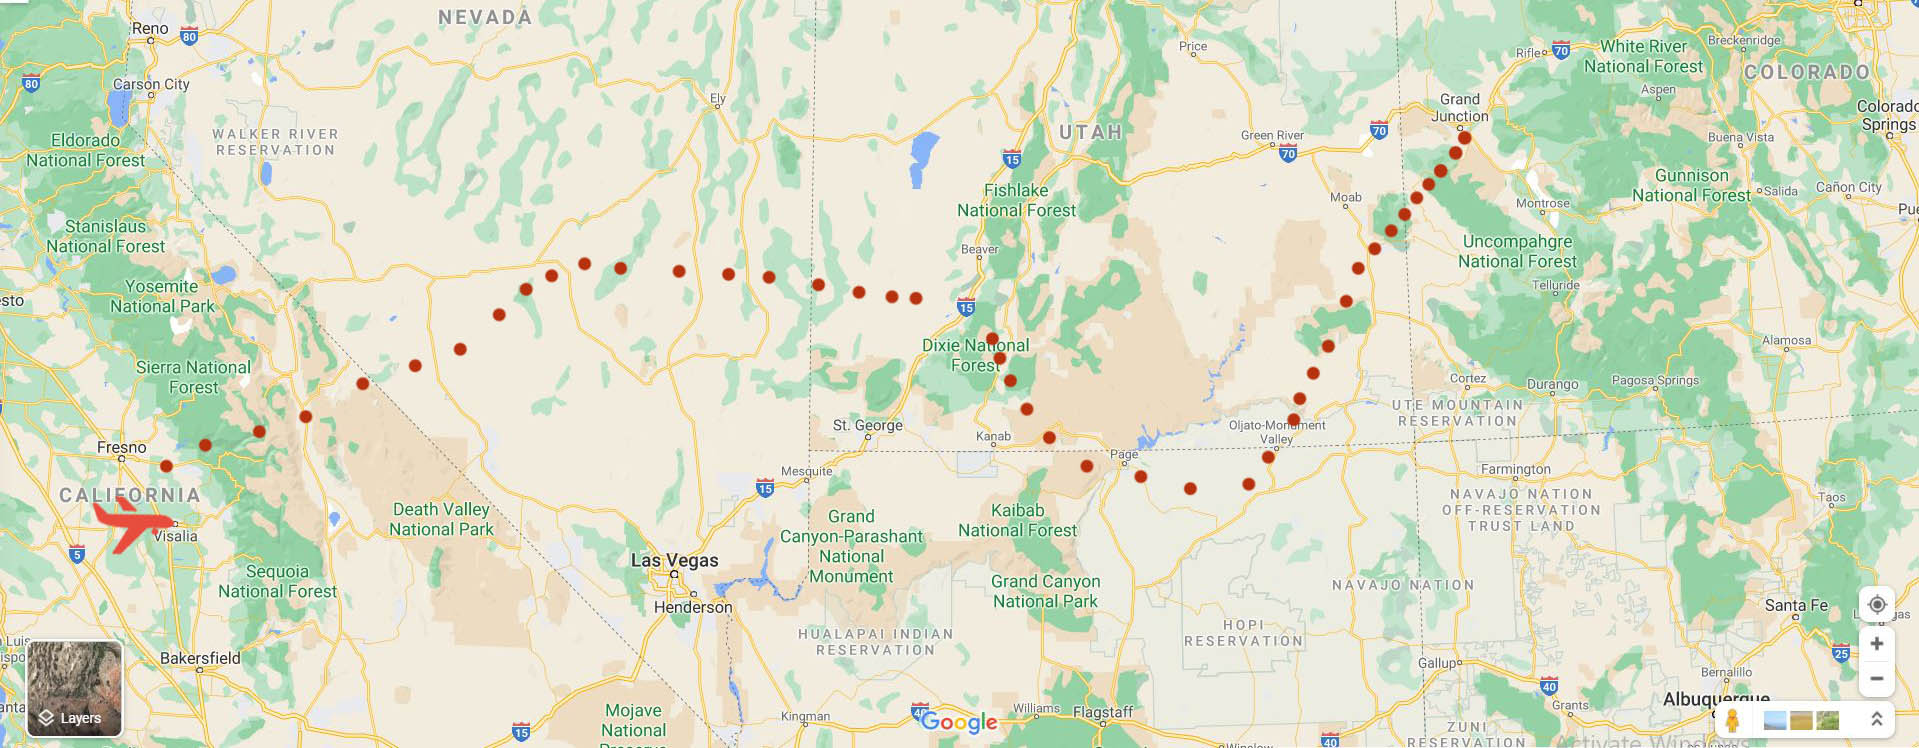 NEVADA
Reno
80
Price
Rifle
70
White River
National Forest
Breckenridge
COLORADO
80
Carson City
Ely
Aspen
Grand
Junction
Colorado
Springs
Eldorado
National Forest
WALKER RIVER
RESERVATION
UTAH
Green River
70
70
Buena Vista
15
Gunnison
National Forest
Salida
Cañon City
Fishlake
National Forest
Moab
Montrose
Pue
Stanislaus
National Forest
Beaver
Uncompahgre
National Forest
Yosemite
National Park
Telluride
esto
15
Dixie National
Forest
Alamosa
Sierra National
Forest
Cortez
Durango
Pagosa Springs
UTE MOUNTAIN
RESERVATION
St. George
Kanab
Oljato-Monument
Valley
Fresno
Page
Mesquite
Farmington
CALIFORNIA
15
NAVAJO NATION
OFF-RESERVATION
TRUST LAND
Taos
Death Valley
National Park
Grand
Canyon-Parashant
National
Monument
Kaibab
National Forest
Visalia
5
Las Vegas
Sequoia
National Forest
Grand Canyon
National Park
NAVAJO NATION
Henderson
Santa Fe
gas
HUALAPAI INDIAN
RESERVATION
HOPI
RESERVATION
Luis
ispo
Bakersfield
Gallup
25
Bernalillo
40
Albuquerque
anta
Layers
Mojave
National
Preserve
Kingman
40
Google
Williams
Flagstaff
Grants
15
ZUNI
RESERVATION
40
Winslow
Activate Windows